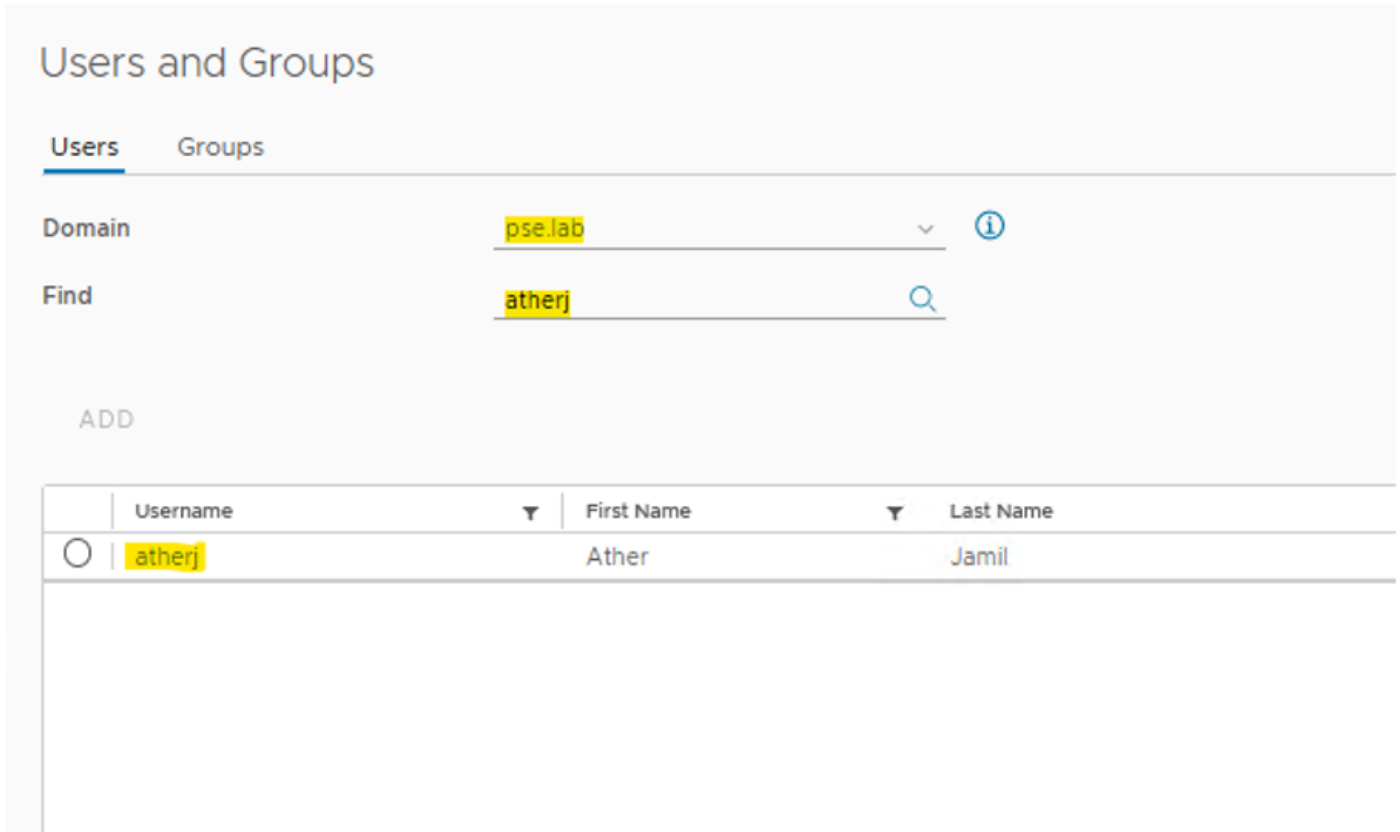 Users and Groups
Users Groups
Domain pse.lab
Find atherj
ADD
Username First Name Last Name
atherj Ather Jamil